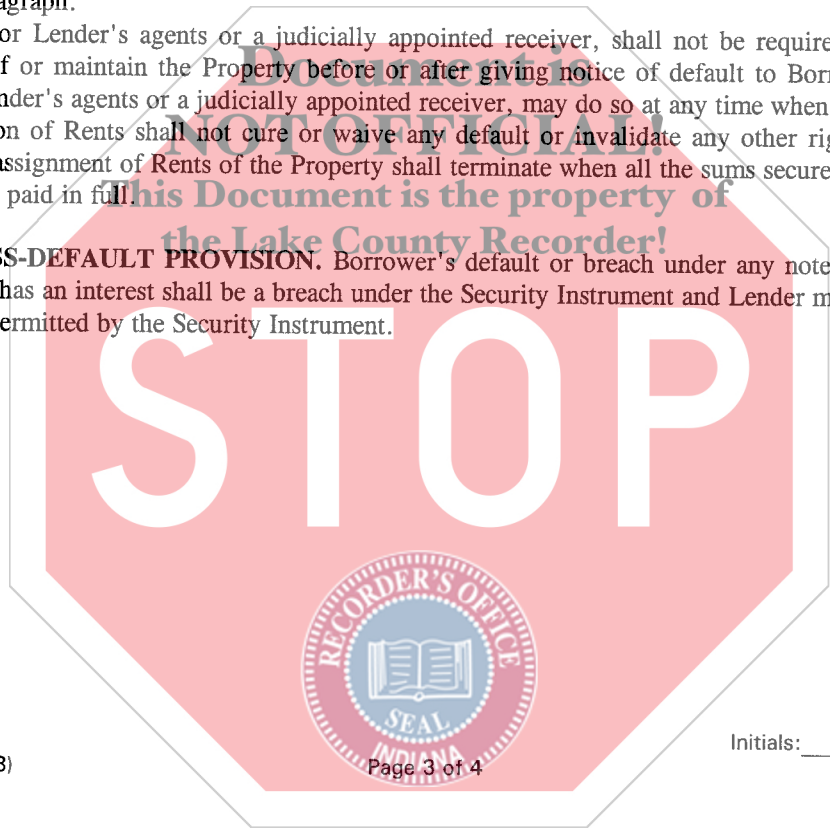 agraph.
or Lender's agents or a judicially appointed receiver, shall not be require
f or maintain the Property before or after giving notice of default to Bor
nder's agents or a judicially appointed receiver, may do so at any time when
on of Rents shall not cure or waive any default or invalidate any other rig
assignment of Rents of the Property shall terminate when all the sums secure
paid in full.
Document is
NOT OFFICIAL!
This Document is the property of
the Lake County Recorder!
S-DEFAULT PROVISION. Borrower's default or breach under any note
has an interest shall be a breach under the Security Instrument and Lender m
ermitted by the Security Instrument.
STOP
RECORDER'S OFFICE
SEAL
INDIANA
Initials:
8)
Page 3 of 4